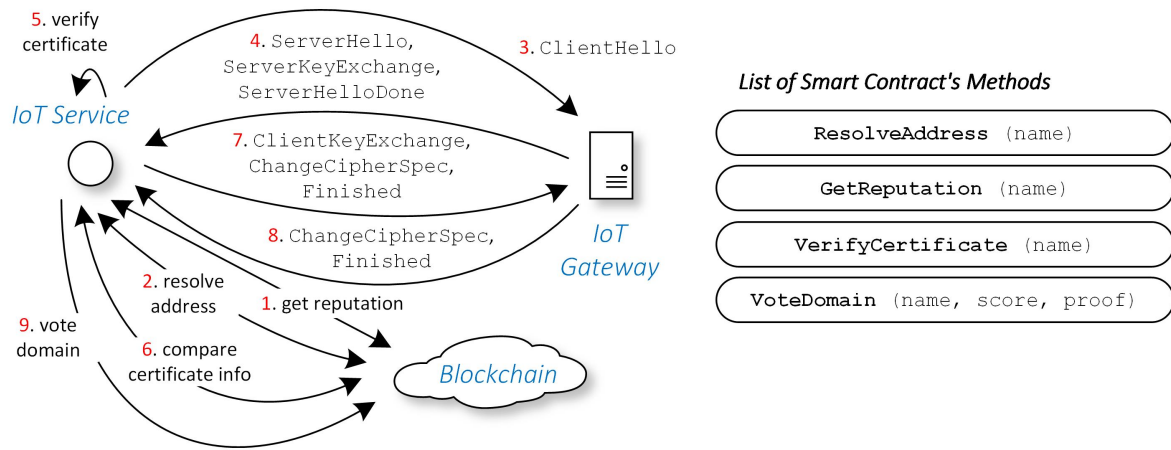 5. verify
certificate
4. ServerHello,
ServerKeyExchange,
ServerHelloDone
3. ClientHello
IoT Service
7. ClientKeyExchange,
ChangeCipherSpec,
Finished
8. ChangeCipherSpec,
Finished
IoT
Gateway
2. resolve
address
1. get reputation
9. vote
domain
6. compare
certificate info
Blockchain
List of Smart Contract's Methods
ResolveAddress (name)
GetReputation (name)
VerifyCertificate (name)
VoteDomain (name, score, proof)